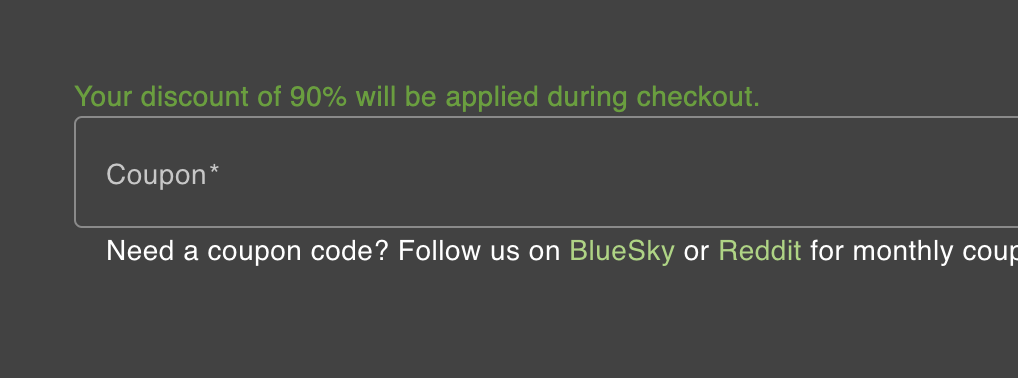 Your discount of 90% will be applied during checkout.
Coupon*
Need a coupon code? Follow us on BlueSky or Reddit for monthly coup